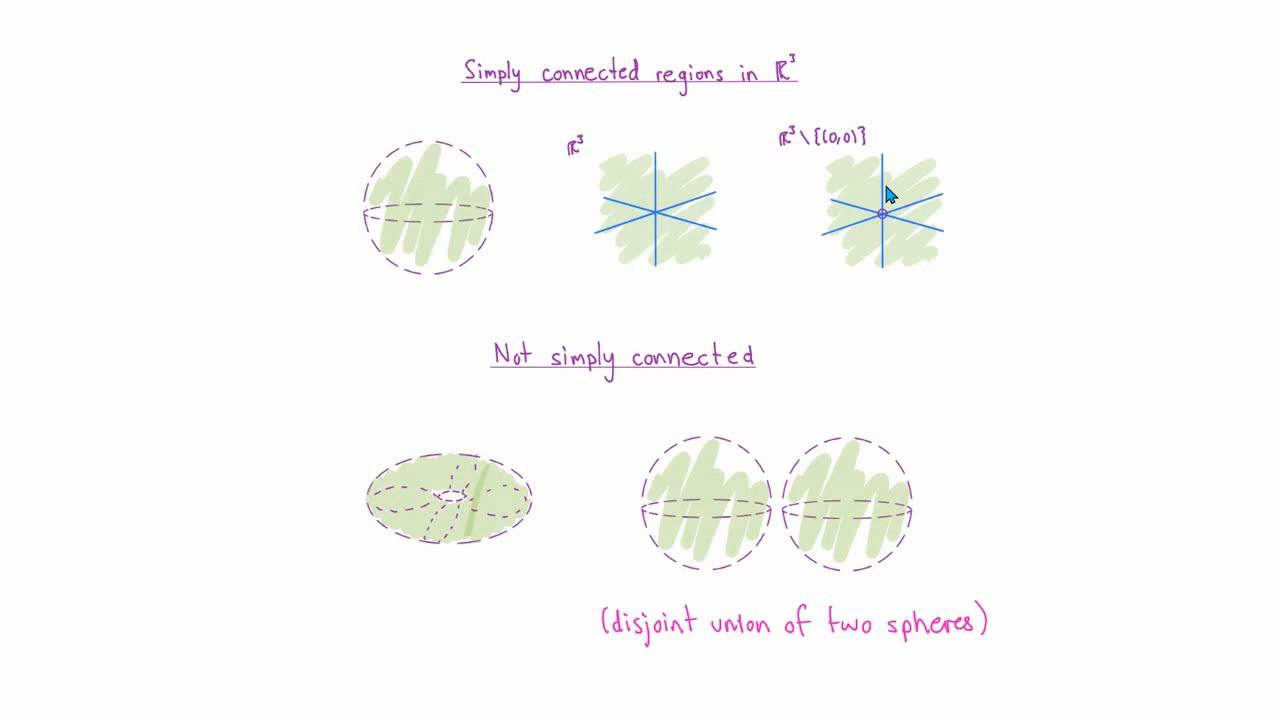 Simply connected regions in ℝ³
ℝ³
ℝ³ \ {(0,0)}
Not simply connected
(disjoint union of two spheres)